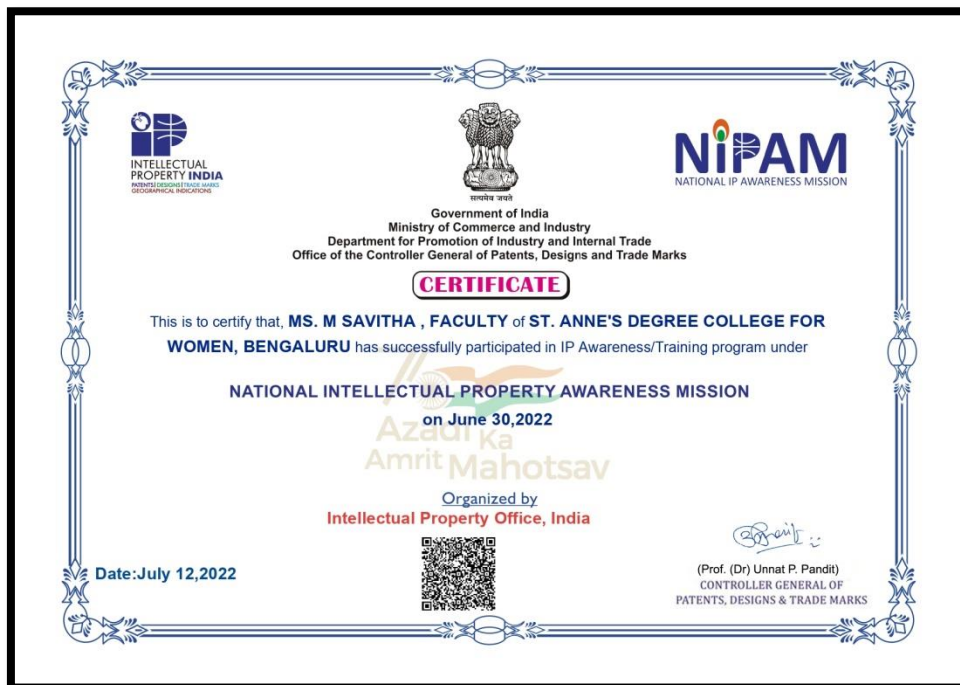 INTELLECTUAL
PROPERTY INDIA
PATENTS|DESIGNS|TRADE MARKS
GEOGRAPHICAL INDICATIONS
सत्यमेव जयते
NiPAM
NATIONAL IP AWARENESS MISSION
Government of India
Ministry of Commerce and Industry
Department for Promotion of Industry and Internal Trade
Office of the Controller General of Patents, Designs and Trade Marks
CERTIFICATE
This is to certify that, MS. M SAVITHA , FACULTY of ST. ANNE'S DEGREE COLLEGE FOR
WOMEN, BENGALURU has successfully participated in IP Awareness/Training program under
NATIONAL INTELLECTUAL PROPERTY AWARENESS MISSION
on June 30,2022
Azadi Ka
Amrit Mahotsav
Organized by
Intellectual Property Office, India
Date:July 12,2022
(Prof. (Dr) Unnat P. Pandit)
CONTROLLER GENERAL OF
PATENTS, DESIGNS & TRADE MARKS